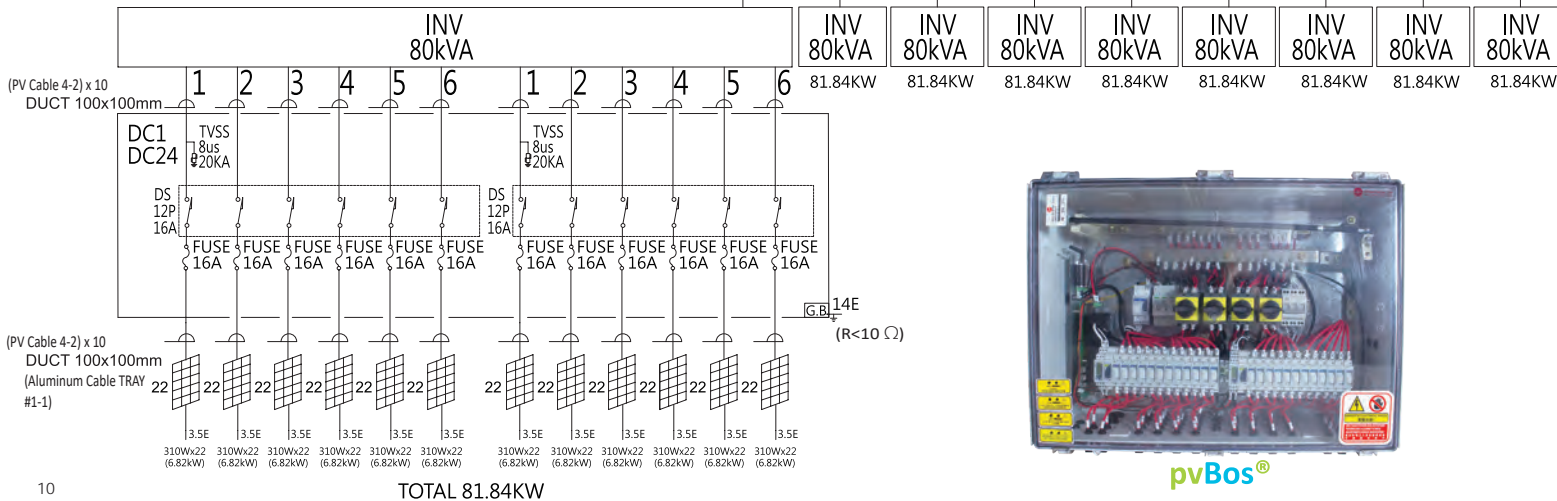 INV INV INV INV INV INV INV INV INV
80kVA 80kVA 80kVA 80kVA 80kVA 80kVA 80kVA 80kVA 80kVA
81.84KW 81.84KW 81.84KW 81.84KW 81.84KW 81.84KW 81.84KW 81.84KW
(PV Cable 4-2) x 10 1 2 3 4 5 6 1 2 3 4 5 6
DUCT 100x100mm
DC1 TVSS TVSS
DC24 8us 8us
20KA 20KA
DS DS
12P 12P
16A 16A
FUSE FUSE FUSE FUSE FUSE FUSE FUSE FUSE FUSE FUSE FUSE FUSE
16A 16A 16A 16A 16A 16A 16A 16A 16A 16A 16A 16A
G.B 14E
(R<10 Ω)
(PV Cable 4-2) x 10
DUCT 100x100mm
(Aluminum Cable TRAY
#1-1)
22 22 22 22 22 22 22 22 22 22 22 22
3.5E 3.5E 3.5E 3.5E 3.5E 3.5E 3.5E 3.5E 3.5E 3.5E 3.5E 3.5E
310Wx22 310Wx22 310Wx22 310Wx22 310Wx22 310Wx22 310Wx22 310Wx22 310Wx22 310Wx22 310Wx22 310Wx22
(6.82kW) (6.82kW) (6.82kW) (6.82kW) (6.82kW) (6.82kW) (6.82kW) (6.82kW) (6.82kW) (6.82kW) (6.82kW) (6.82kW)
TOTAL 81.84KW
pvBos®
10